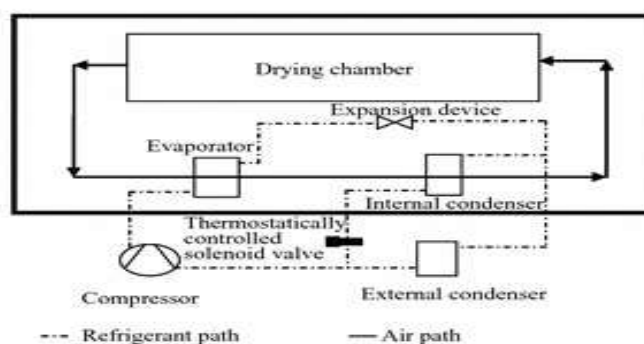 Drying chamber
Expansion device
Evaporator
Internal condenser
Thermostatically
controlled
solenoid valve
Compressor
External condenser
Refrigerant path
Air path